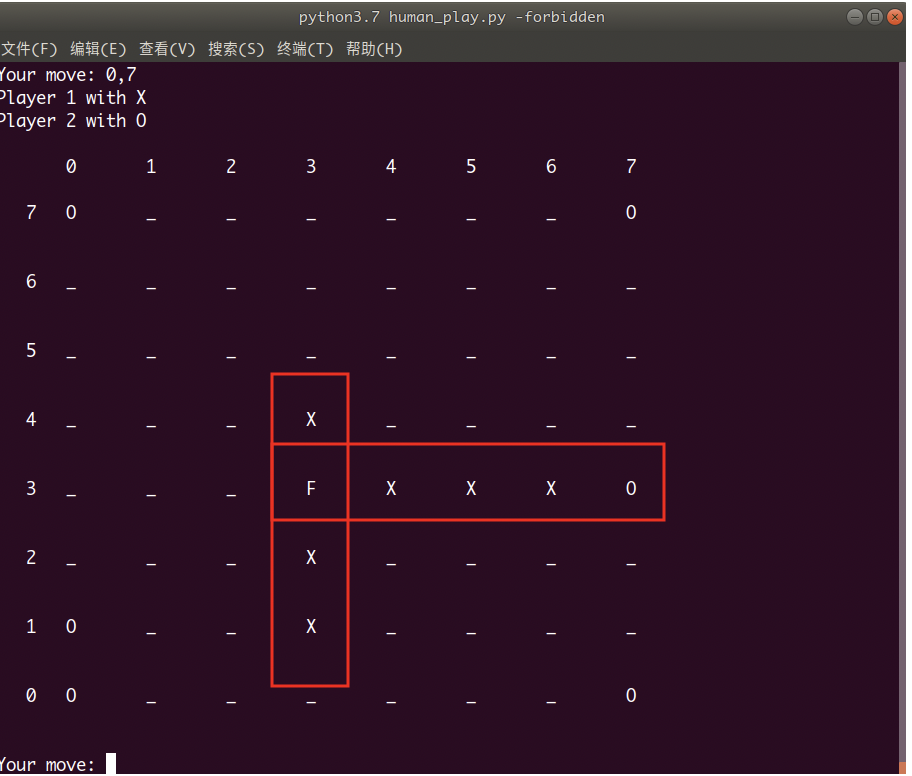 python3.7 human_play.py -forbidden
文件(F) 编辑(E) 查看(V) 搜索(S) 终端(T) 帮助(H)
Your move: 0,7
Player 1 with X
Player 2 with O
0 1 2 3 4 5 6 7
7 O _ _ _ _ _ _ O
6 _ _ _ _ _ _ _ _
5 _ _ _ _ _ _ _ _
4 _ _ _ X _ _ _ _
3 _ _ _ F X X X O
2 _ _ _ X _ _ _ _
1 O _ _ X _ _ _ _
0 O _ _ _ _ _ _ O
Your move: